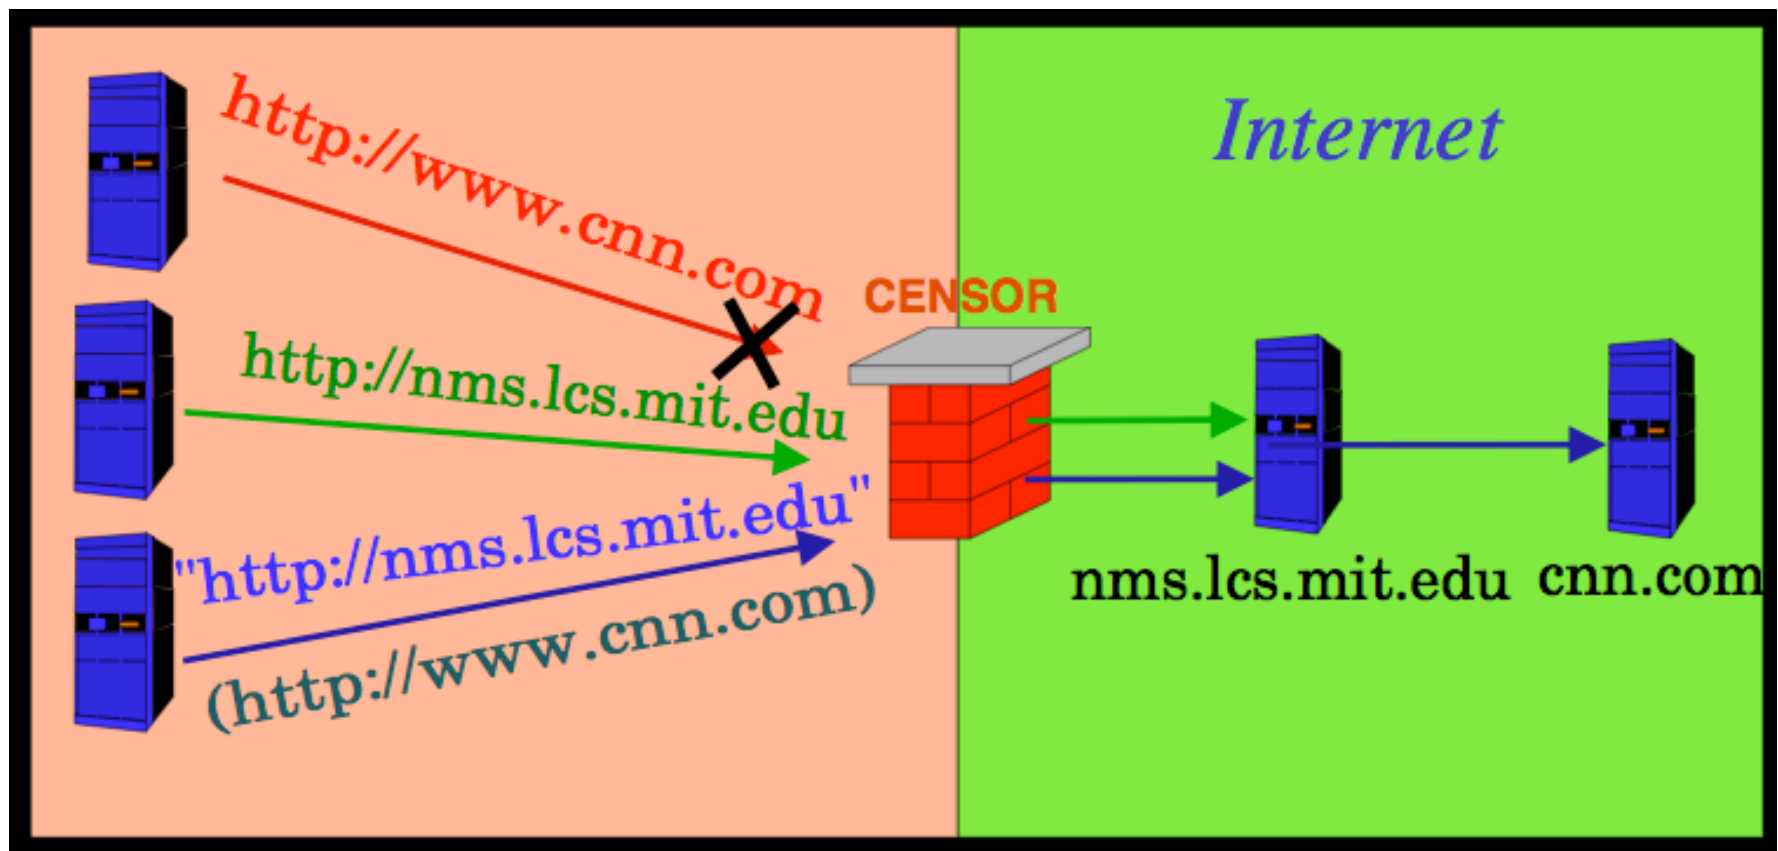 http://www.cnn.com
Internet
CENSOR
http://nms.lcs.mit.edu
"http://nms.lcs.mit.edu"
(http://www.cnn.com)
nms.lcs.mit.edu
cnn.com